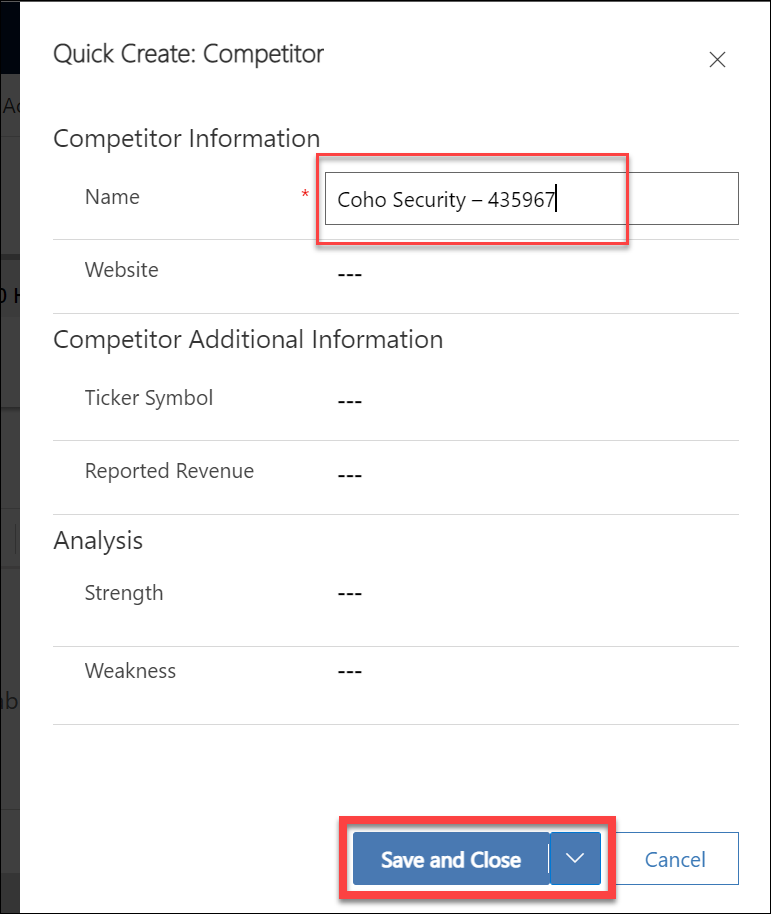 Quick Create: Competitor
Competitor Information
Name * Coho Security – 435967
Website ---
Competitor Additional Information
Ticker Symbol ---
Reported Revenue ---
Analysis
Strength ---
Weakness ---
Save and Close Cancel